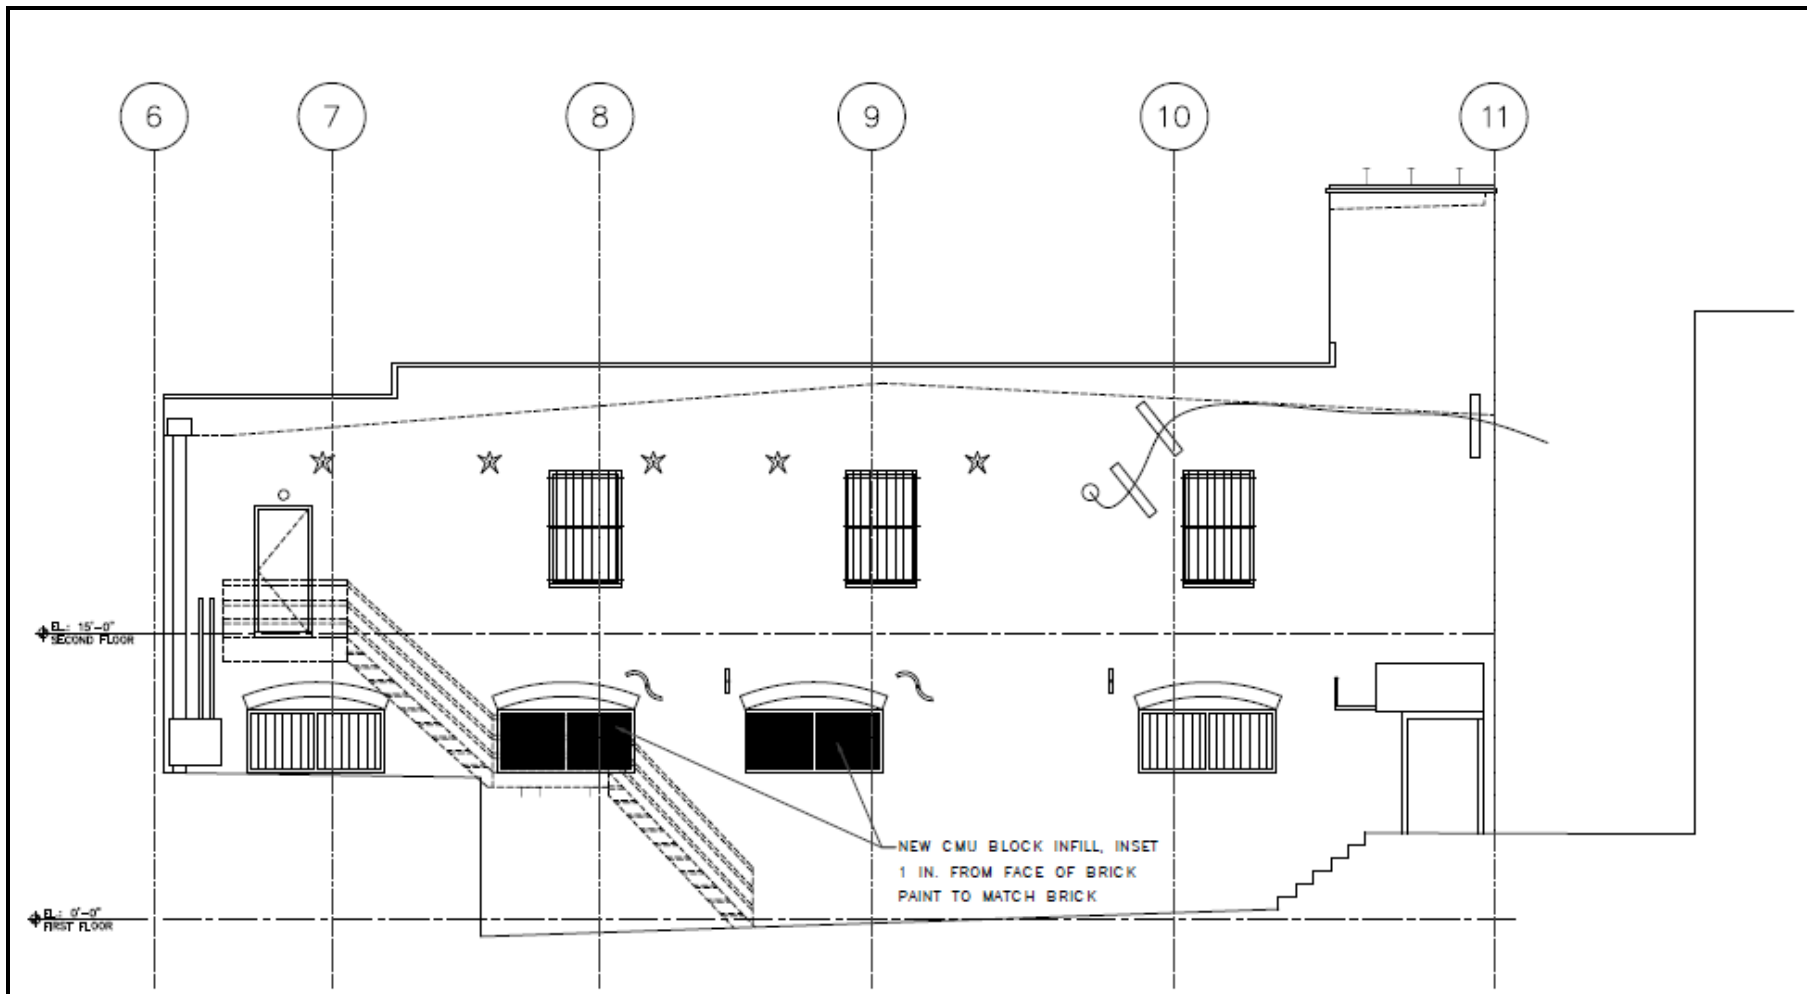 6 7 8 9 10 11
EL.: 15'-0"
SECOND FLOOR
NEW CMU BLOCK INFILL, INSET
1 IN. FROM FACE OF BRICK
PAINT TO MATCH BRICK
EL.: 0'-0"
FIRST FLOOR